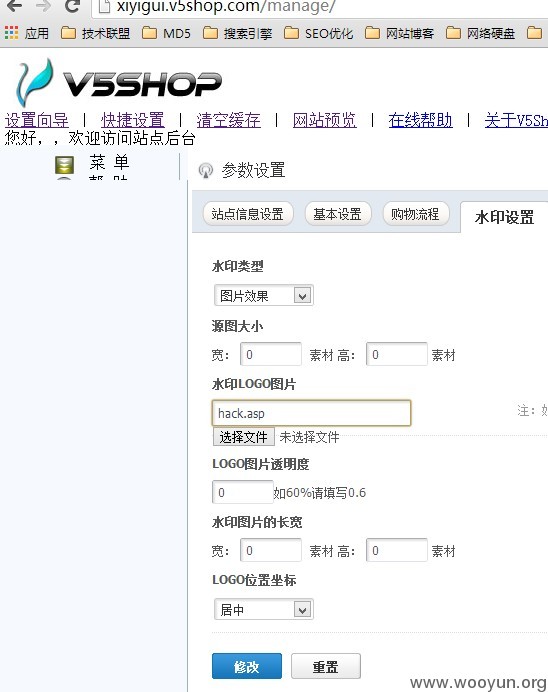 xiyigui.v5shop.com/manage/
应用 技术联盟 MD5 搜索引擎 SEO优化 网站博客 网络硬盘
V5SHOP
设置向导 | 快捷设置 | 清空缓存 | 网站预览 | 在线帮助 | 关于V5Sh
您好，，欢迎访问站点后台
菜 单
帮 助
参数设置
站点信息设置 基本设置 购物流程 水印设置
水印类型
图片效果
源图大小
宽： 0 素材 高： 0 素材
水印LOGO图片
hack.asp
注：如
选择文件 未选择文件
LOGO图片透明度
0 如60%请填写0.6
水印图片的长宽
宽： 0 素材 高： 0 素材
LOGO位置坐标
居中
修改 重置
www.wooyun.org